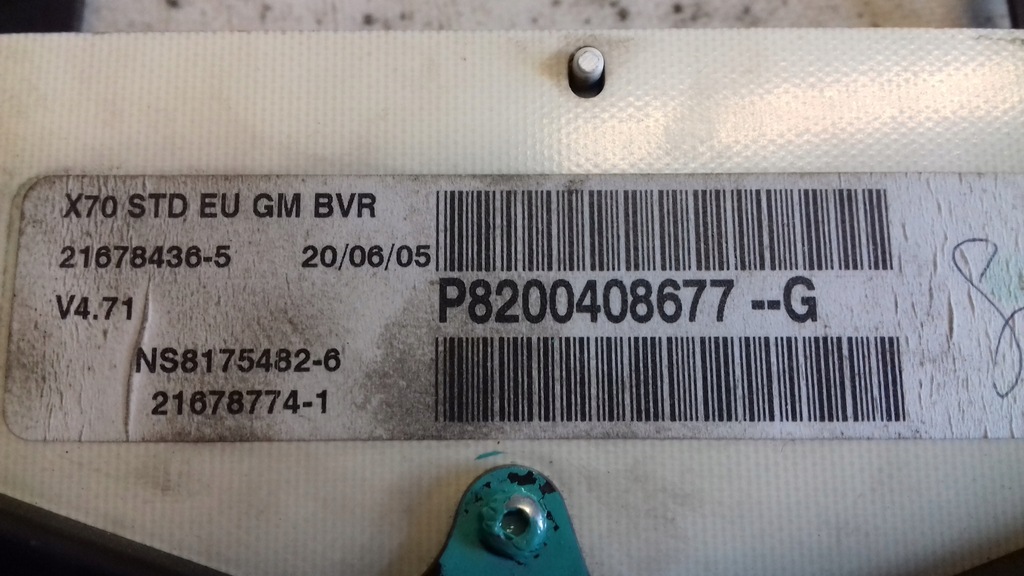 X70 STD EU GM BVR
21678436-5 20/06/05
V4.71
P8200408677 --G
NS8175482-6
21678774-1